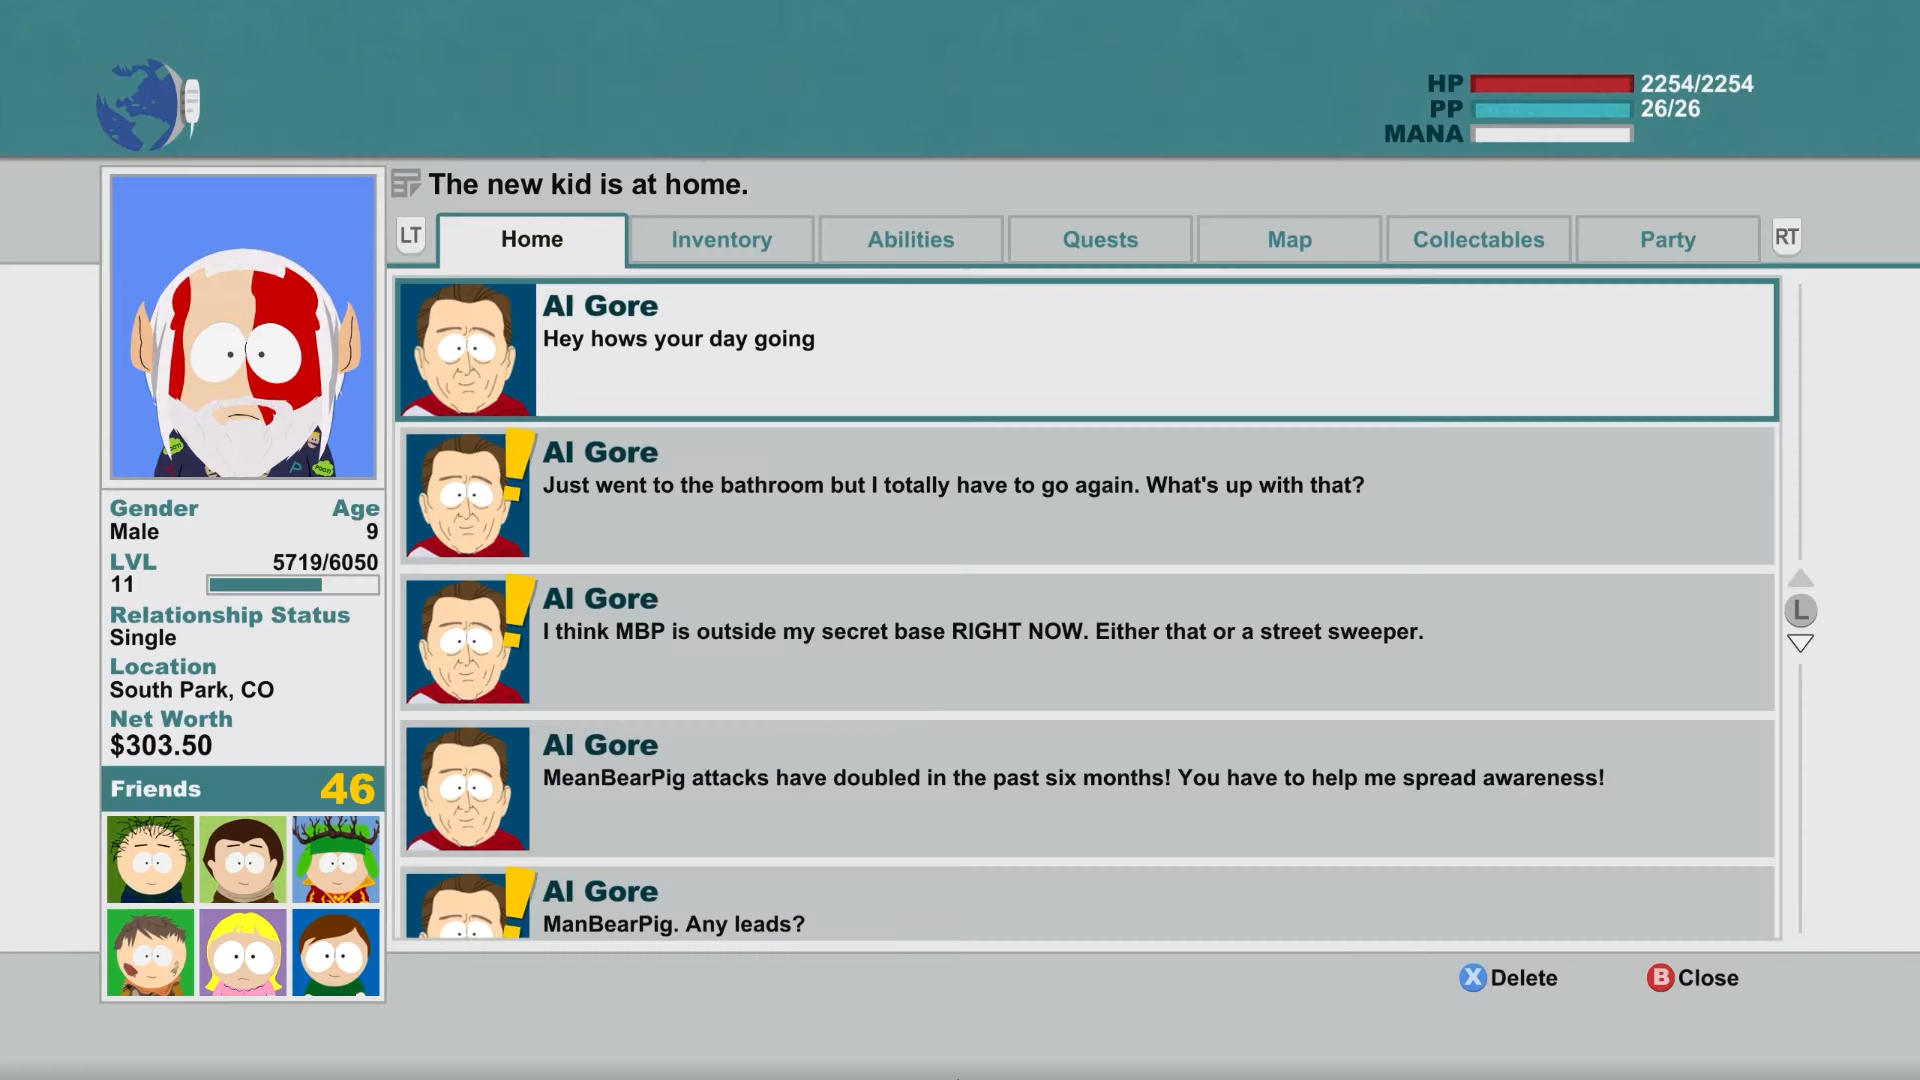 HP 2254/2254
PP 26/26
MANA
The new kid is at home.
LT Home Inventory Abilities Quests Map Collectables Party RT
Gender Age
Male 9
LVL 5719/6050
11
Relationship Status
Single
Location
South Park, CO
Net Worth
$303.50
Friends 46
Al Gore
Hey hows your day going
Al Gore
Just went to the bathroom but I totally have to go again. What's up with that?
Al Gore
I think MBP is outside my secret base RIGHT NOW. Either that or a street sweeper.
Al Gore
MeanBearPig attacks have doubled in the past six months! You have to help me spread awareness!
Al Gore
ManBearPig. Any leads?
L
X Delete B Close